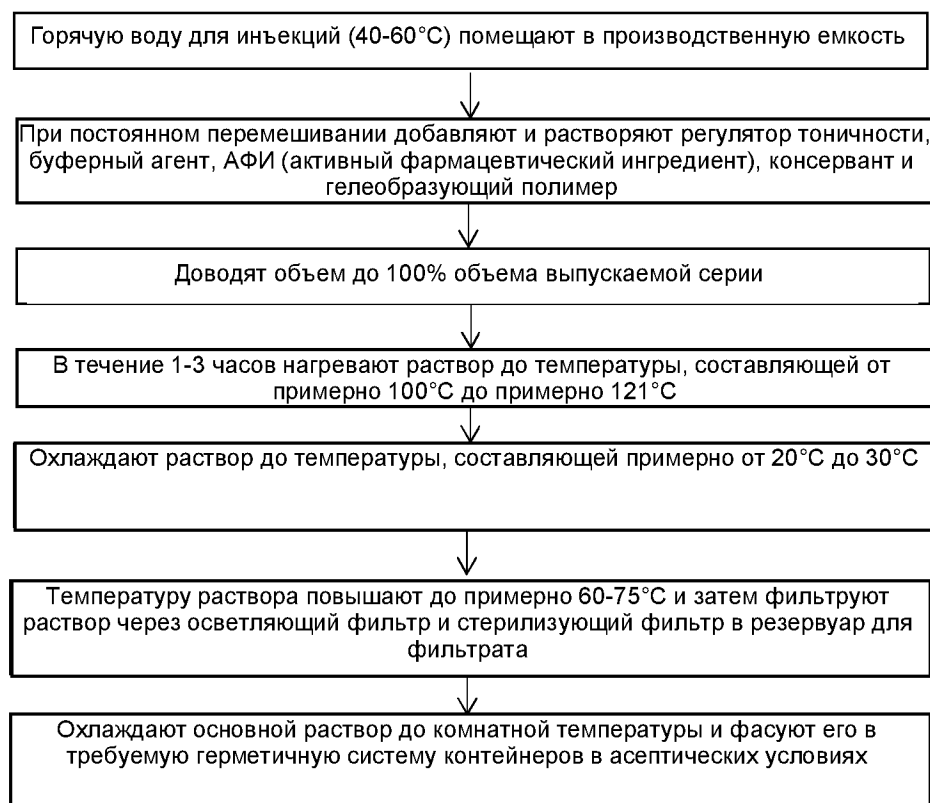 Горячую воду для инъекций (40-60°C) помещают в производственную емкость
При постоянном перемешивании добавляют и растворяют регулятор тоничности,
буферный агент, АФИ (активный фармацевтический ингредиент), консервант и
гелеобразующий полимер
Доводят объем до 100% объема выпускаемой серии
В течение 1-3 часов нагревают раствор до температуры, составляющей от
примерно 100°C до примерно 121°C
Охлаждают раствор до температуры, составляющей примерно от 20°C до 30°C
Температуру раствора повышают до примерно 60-75°C и затем фильтруют
раствор через осветляющий фильтр и стерилизующий фильтр в резервуар для
фильтрата
Охлаждают основной раствор до комнатной температуры и фасуют его в
требуемую герметичную систему контейнеров в асептических условиях